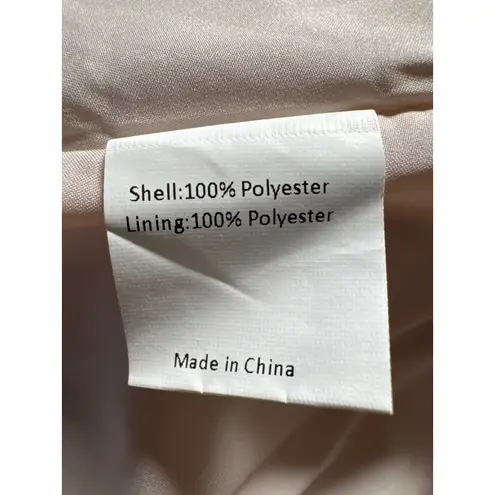 Shell:100% Polyester
Lining:100% Polyester
Made in China